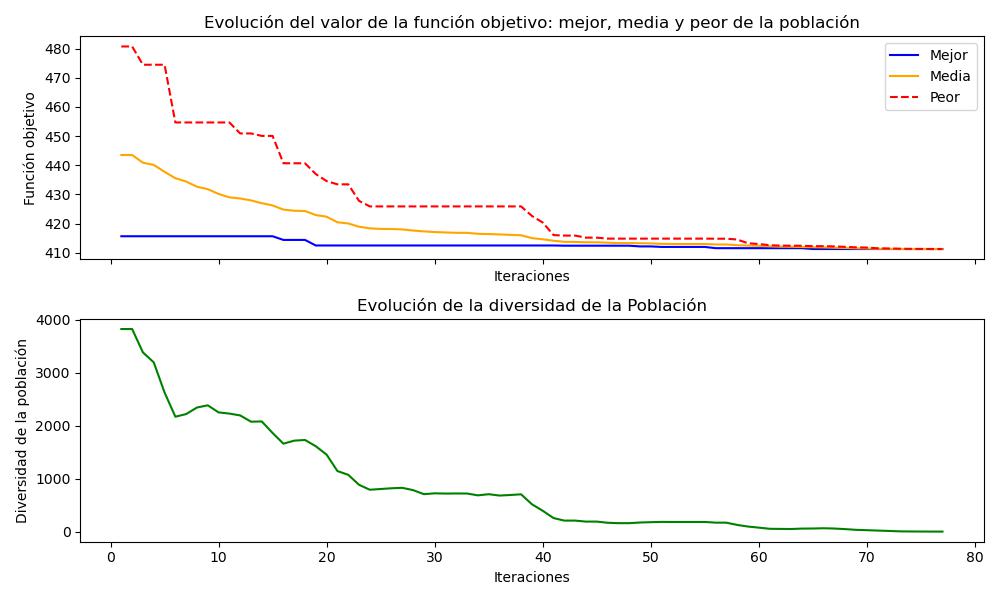 Evolución del valor de la función objetivo: mejor, media y peor de la población
Función objetivo
480
470
460
450
440
430
420
410
Mejor
Media
Peor
Iteraciones
Evolución de la diversidad de la Población
Diversidad de la población
4000
3000
2000
1000
0
0 10 20 30 40 50 60 70 80
Iteraciones